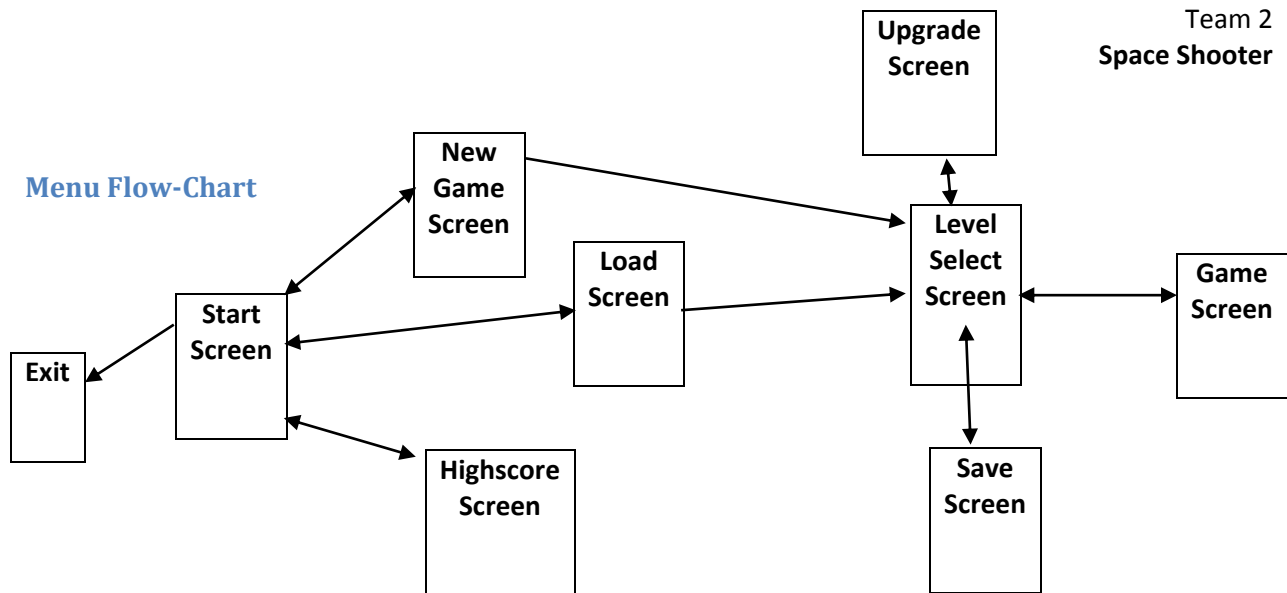 Team 2
Space Shooter
Menu Flow-Chart
Upgrade
Screen
New
Game
Screen
Level
Select
Screen
Load
Screen
Game
Screen
Start
Screen
Exit
Highscore
Screen
Save
Screen